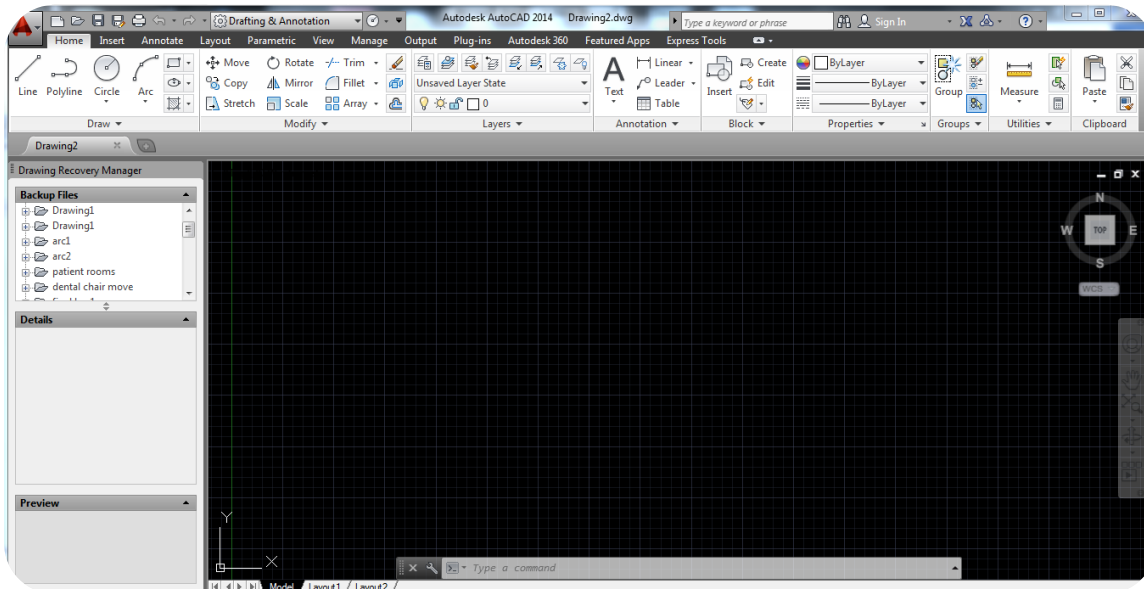 Drafting & Annotation Autodesk AutoCAD 2014 Drawing2.dwg Type a keyword or phrase Sign In
Home Insert Annotate Layout Parametric View Manage Output Plug-ins Autodesk 360 Featured Apps Express Tools
Move Rotate Trim Linear Create ByLayer
Copy Mirror Fillet Unsaved Layer State Leader Edit ByLayer
Line Polyline Circle Arc Text Insert Group Measure Paste
Stretch Scale Array 0 Table ByLayer
Draw Modify Layers Annotation Block Properties Groups Utilities Clipboard
Drawing2
Drawing Recovery Manager
Backup Files
Drawing1
Drawing1
arc1
arc2
patient rooms
dental chair move
Details
Preview
N
W TOP E
S
WCS
Y
X
Type a command
Model Layout1 Layout2